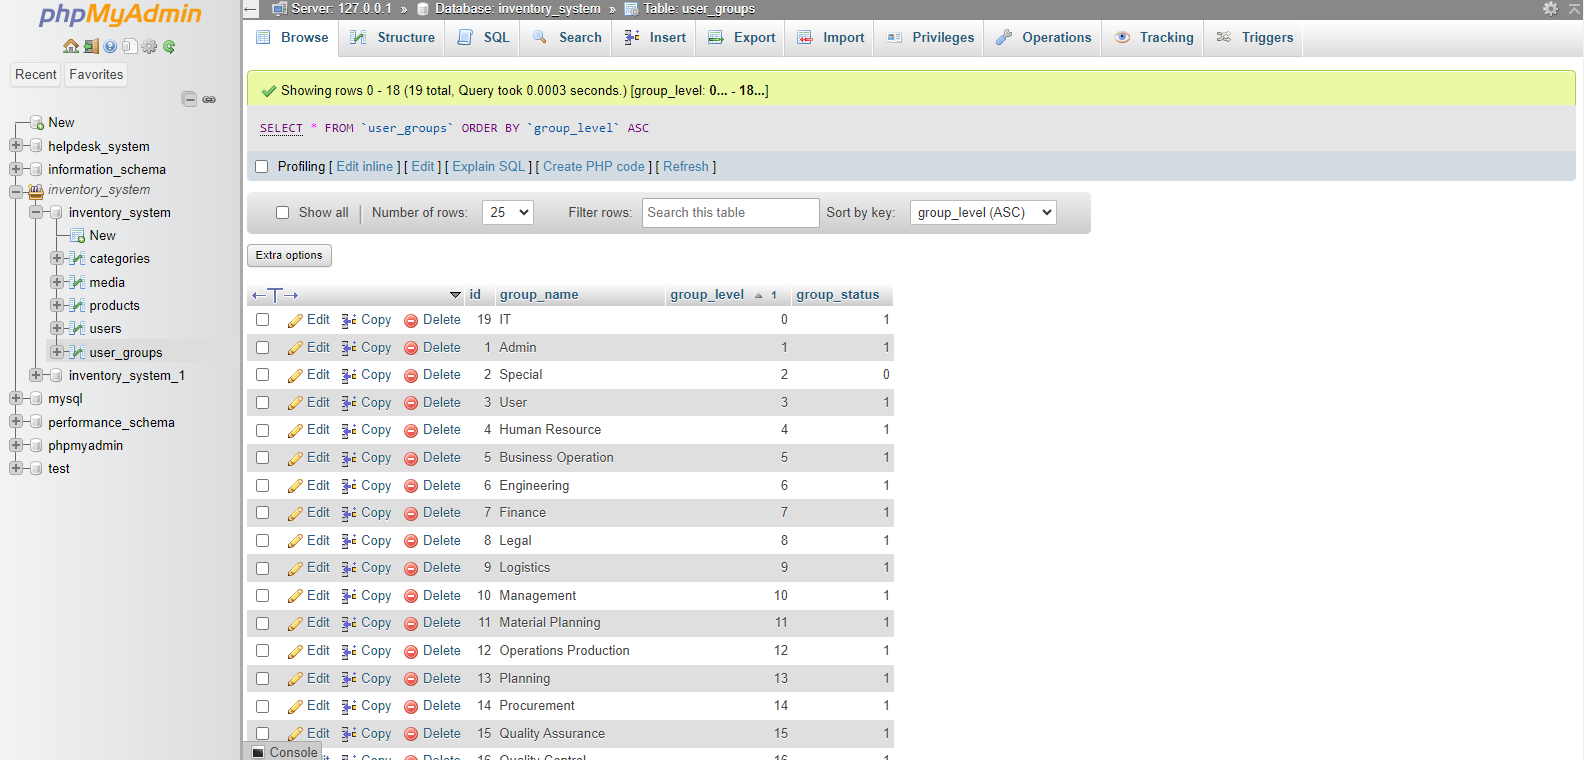 phpMyAdmin
Server: 127.0.0.1 » Database: inventory_system » Table: user_groups
Browse Structure SQL Search Insert Export Import Privileges Operations Tracking Triggers
Recent Favorites
New
helpdesk_system
information_schema
inventory_system
inventory_system
New
categories
media
products
users
user_groups
inventory_system_1
mysql
performance_schema
phpmyadmin
test
Showing rows 0 - 18 (19 total, Query took 0.0003 seconds.) [group_level: 0... - 18...]
SELECT * FROM `user_groups` ORDER BY `group_level` ASC
Profiling [ Edit inline ] [ Edit ] [ Explain SQL ] [ Create PHP code ] [ Refresh ]
Show all Number of rows: 25 Filter rows: Search this table Sort by key: group_level (ASC)
Extra options
←T→ id group_name group_level 1 group_status
Edit Copy Delete 19 IT 0 1
Edit Copy Delete 1 Admin 1 1
Edit Copy Delete 2 Special 2 0
Edit Copy Delete 3 User 3 1
Edit Copy Delete 4 Human Resource 4 1
Edit Copy Delete 5 Business Operation 5 1
Edit Copy Delete 6 Engineering 6 1
Edit Copy Delete 7 Finance 7 1
Edit Copy Delete 8 Legal 8 1
Edit Copy Delete 9 Logistics 9 1
Edit Copy Delete 10 Management 10 1
Edit Copy Delete 11 Material Planning 11 1
Edit Copy Delete 12 Operations Production 12 1
Edit Copy Delete 13 Planning 13 1
Edit Copy Delete 14 Procurement 14 1
Edit Copy Delete 15 Quality Assurance 15 1
Copy Delete 16 Quality Control 16 1
Console